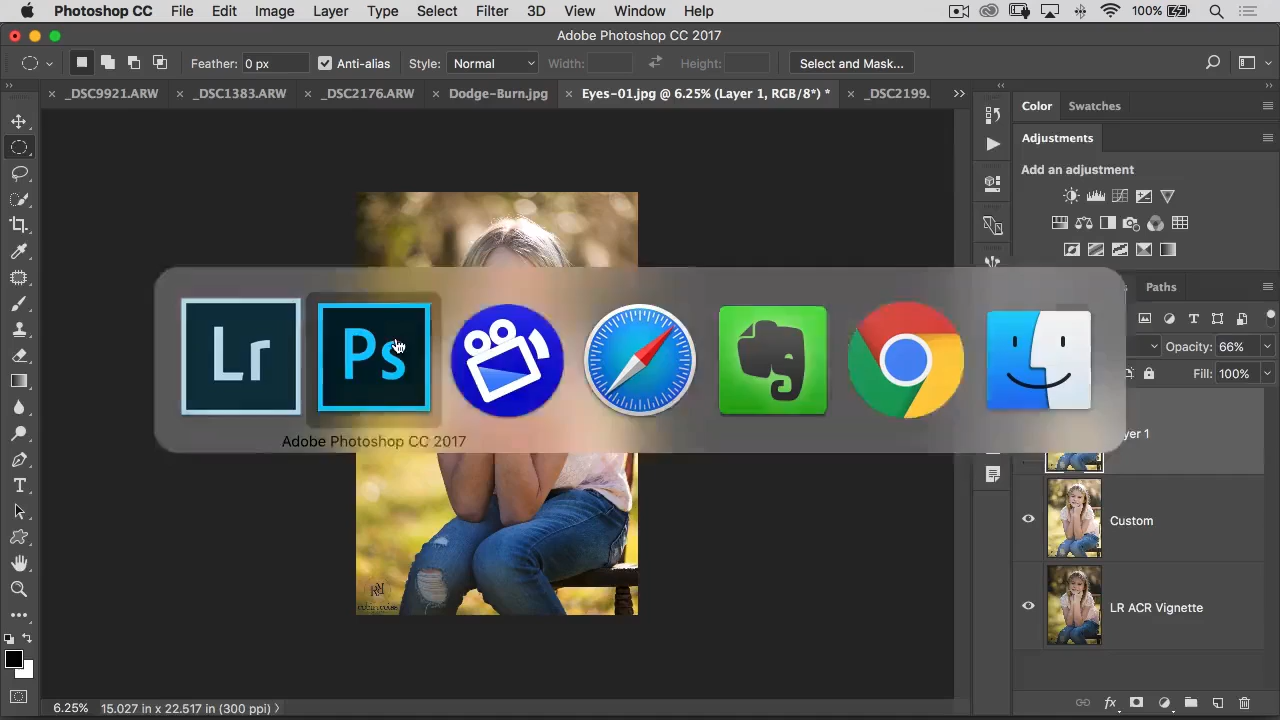 Photoshop CC File Edit Image Layer Type Select Filter 3D View Window Help 100%
Adobe Photoshop CC 2017
Feather: 0 px Anti-alias Style: Normal Width: Height: Select and Mask...
_DSC9921.ARW _DSC1383.ARW _DSC2176.ARW Dodge-Burn.jpg Eyes-01.jpg @ 6.25% (Layer 1, RGB/8*) * _DSC2199.
Color Swatches
Adjustments
Add an adjustment
Paths
Opacity: 66%
Fill: 100%
Lr Ps
Adobe Photoshop CC 2017
yer 1
Custom
LR ACR Vignette
6.25% 15.027 in x 22.517 in (300 ppi)